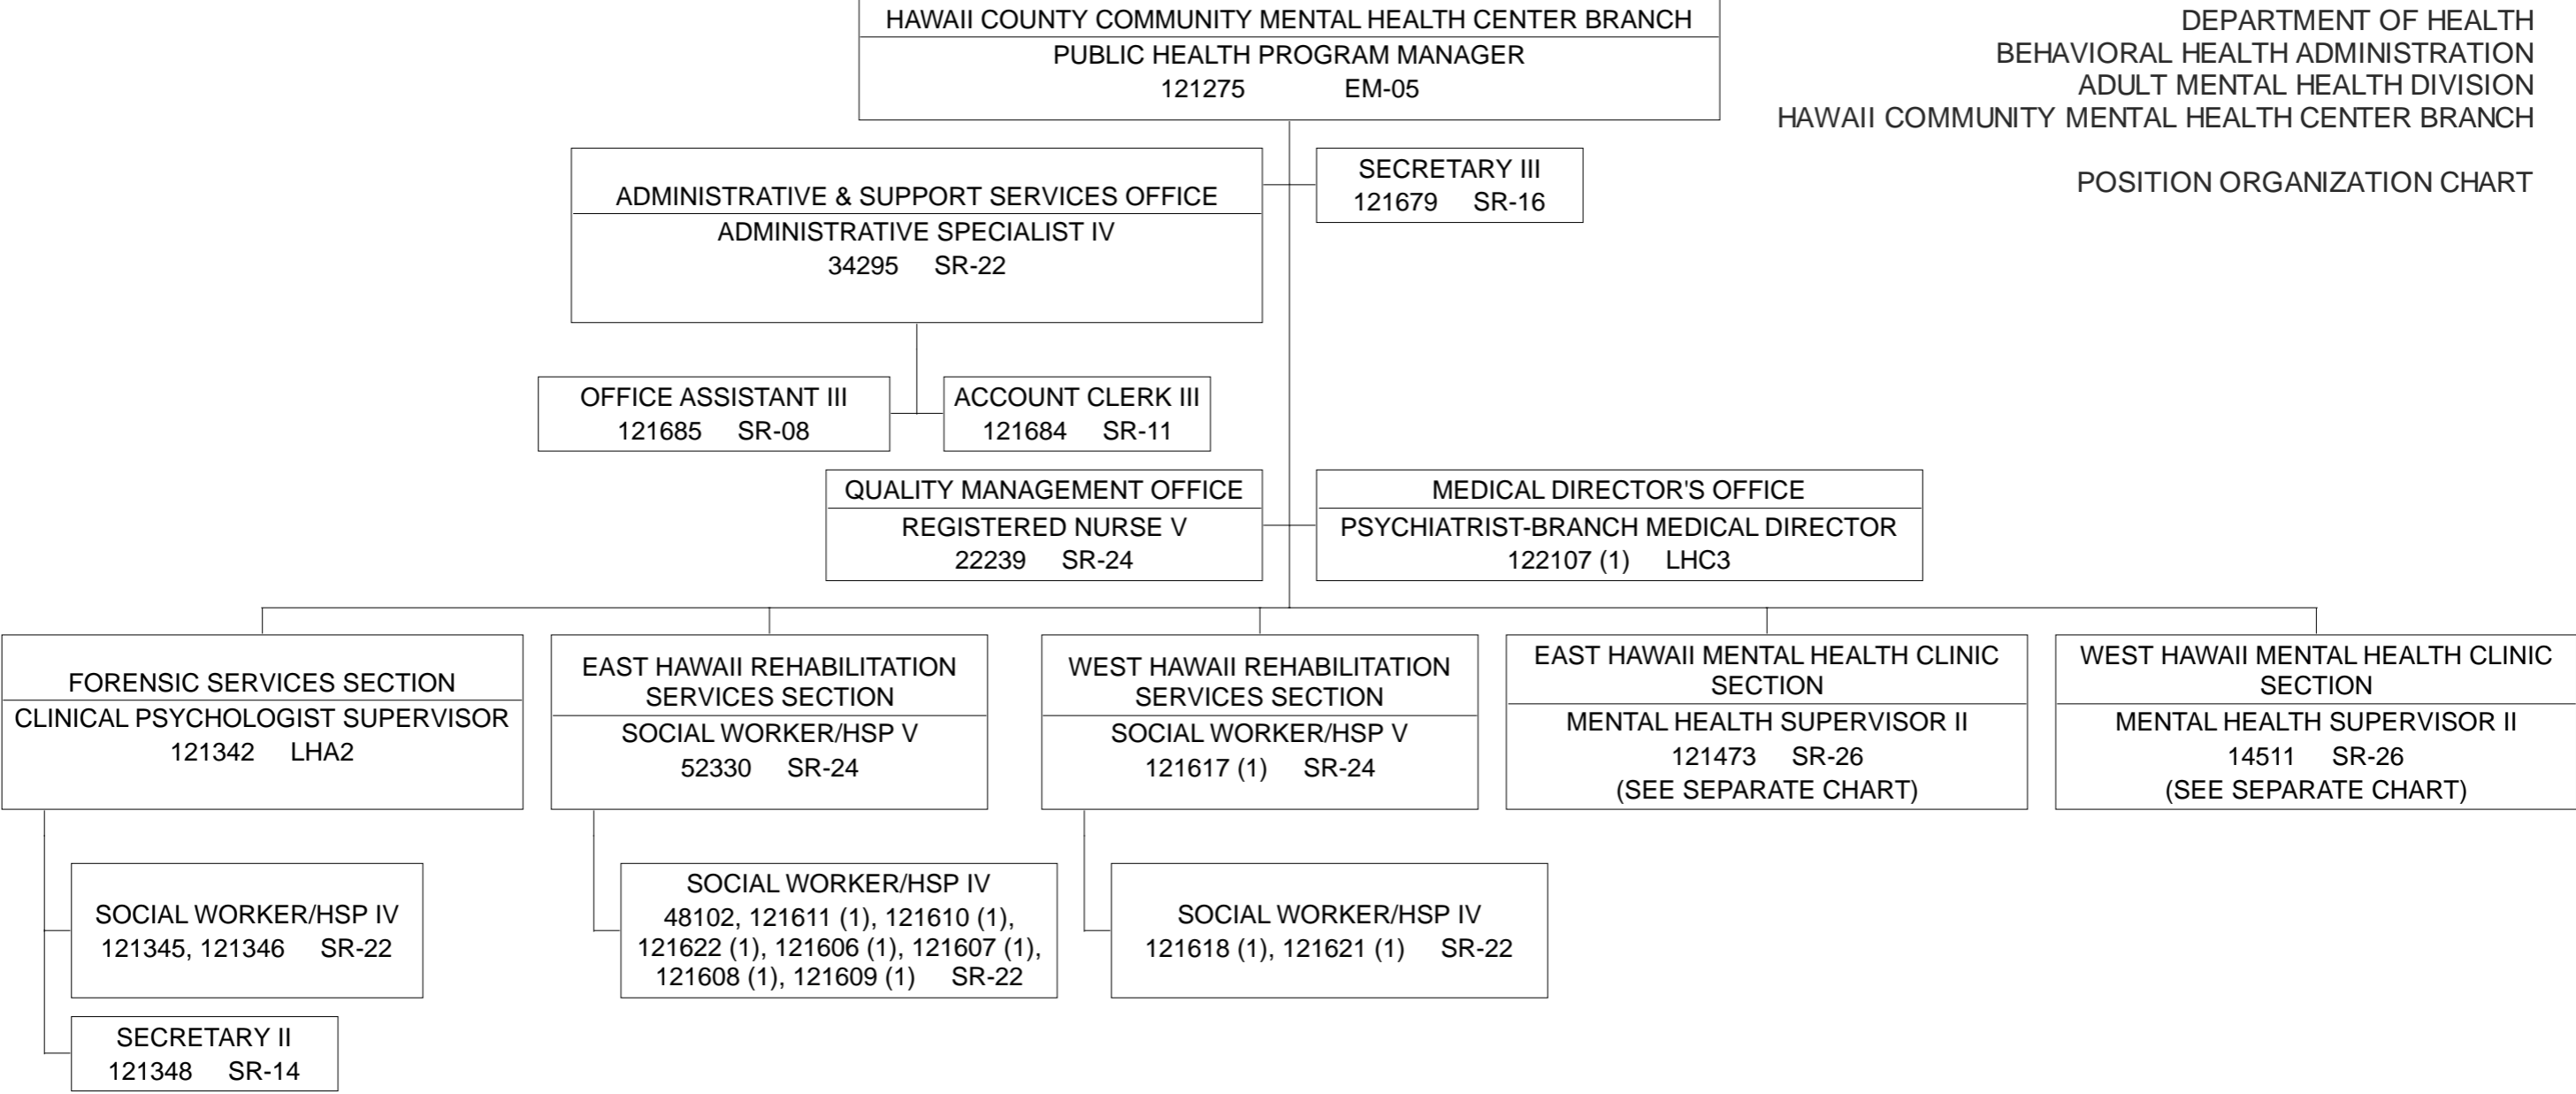 HAWAII COUNTY COMMUNITY MENTAL HEALTH CENTER BRANCH
PUBLIC HEALTH PROGRAM MANAGER
121275 EM-05
DEPARTMENT OF HEALTH
BEHAVIORAL HEALTH ADMINISTRATION
ADULT MENTAL HEALTH DIVISION
HAWAII COMMUNITY MENTAL HEALTH CENTER BRANCH
POSITION ORGANIZATION CHART
ADMINISTRATIVE & SUPPORT SERVICES OFFICE
ADMINISTRATIVE SPECIALIST IV
34295 SR-22
SECRETARY III
121679 SR-16
OFFICE ASSISTANT III
121685 SR-08
ACCOUNT CLERK III
121684 SR-11
QUALITY MANAGEMENT OFFICE
REGISTERED NURSE V
22239 SR-24
MEDICAL DIRECTOR'S OFFICE
PSYCHIATRIST-BRANCH MEDICAL DIRECTOR
122107 (1) LHC3
FORENSIC SERVICES SECTION
CLINICAL PSYCHOLOGIST SUPERVISOR
121342 LHA2
EAST HAWAII REHABILITATION
SERVICES SECTION
SOCIAL WORKER/HSP V
52330 SR-24
WEST HAWAII REHABILITATION
SERVICES SECTION
SOCIAL WORKER/HSP V
121617 (1) SR-24
EAST HAWAII MENTAL HEALTH CLINIC
SECTION
MENTAL HEALTH SUPERVISOR II
121473 SR-26
(SEE SEPARATE CHART)
WEST HAWAII MENTAL HEALTH CLINIC
SECTION
MENTAL HEALTH SUPERVISOR II
14511 SR-26
(SEE SEPARATE CHART)
SOCIAL WORKER/HSP IV
121345, 121346 SR-22
SOCIAL WORKER/HSP IV
48102, 121611 (1), 121610 (1),
121622 (1), 121606 (1), 121607 (1),
121608 (1), 121609 (1) SR-22
SOCIAL WORKER/HSP IV
121618 (1), 121621 (1) SR-22
SECRETARY II
121348 SR-14